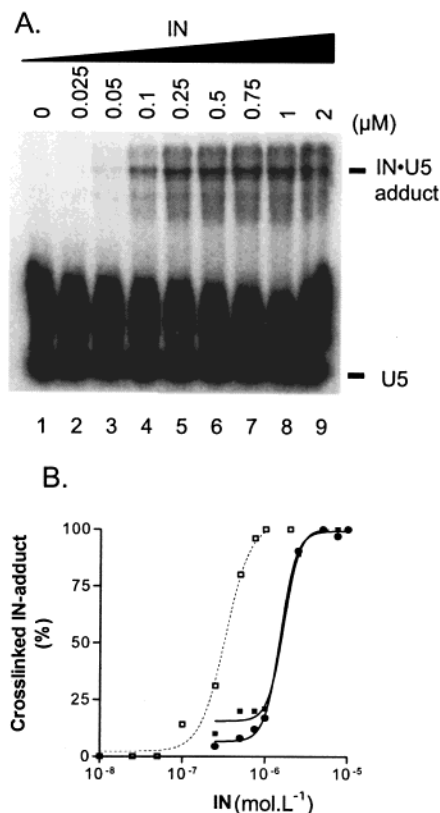 A.
IN
0 0.025 0.05 0.1 0.25 0.5 0.75 1 2 (μM)
IN•U5
adduct
U5
1 2 3 4 5 6 7 8 9
B.
Crosslinked IN-adduct
(%)
100
75
50
25
0
10⁻⁸ 10⁻⁷ 10⁻⁶ 10⁻⁵
IN (mol.L⁻¹)